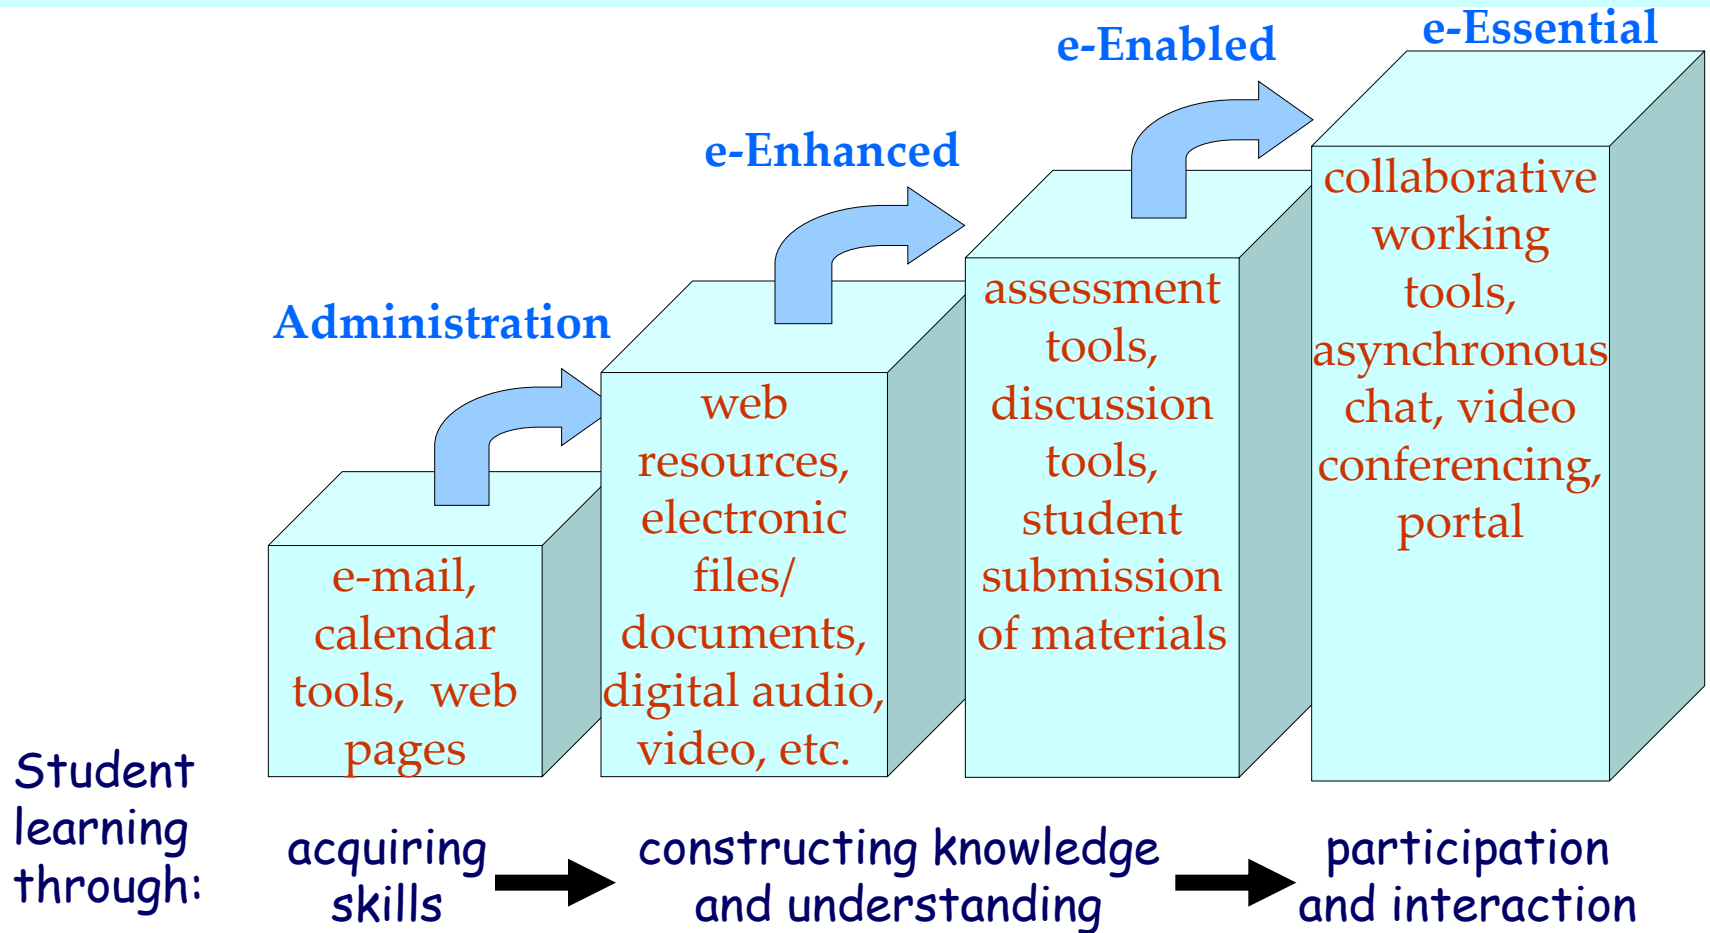 Administration
e-mail,
calendar
tools, web
pages
e-Enhanced
web
resources,
electronic
files/
documents,
digital audio,
video, etc.
e-Enabled
assessment
tools,
discussion
tools,
student
submission
of materials
e-Essential
collaborative
working
tools,
asynchronous
chat, video
conferencing,
portal
Student
learning
through:
acquiring
skills
constructing knowledge
and understanding
participation
and interaction